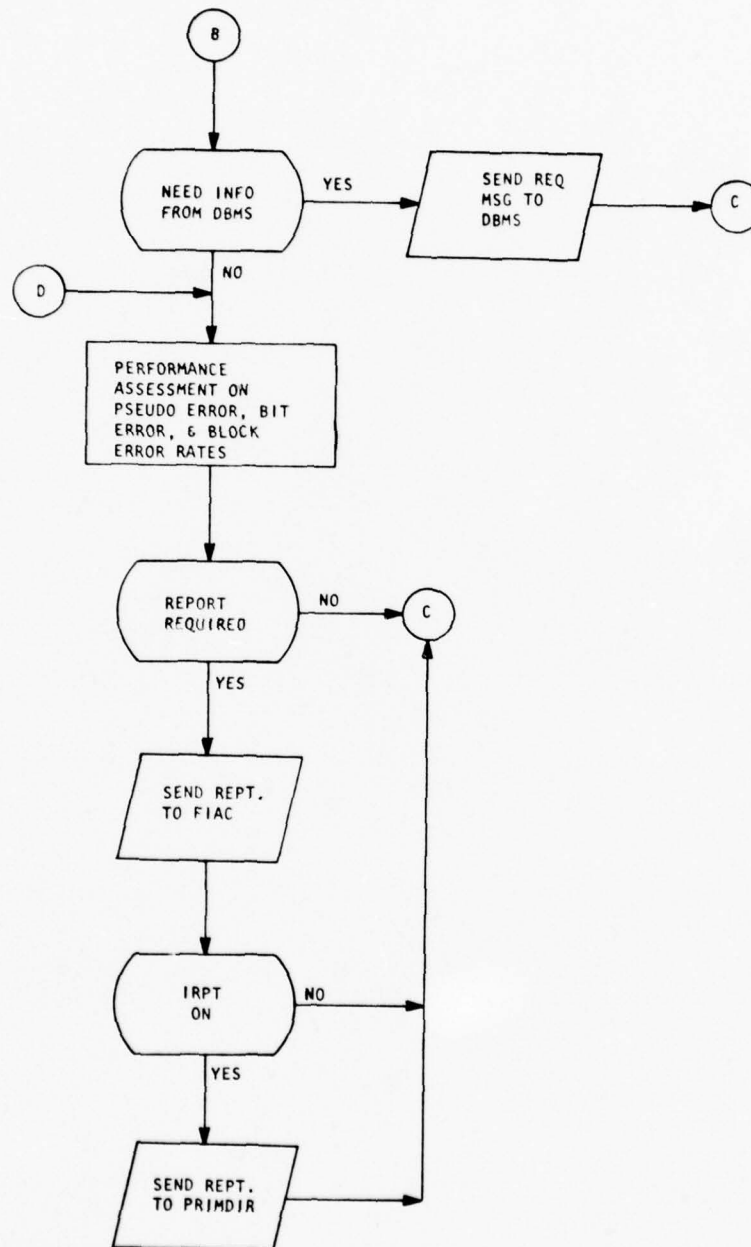 B
NEED INFO
FROM DBMS
YES
SEND REQ
MSG TO
DBMS
C
NO
D
PERFORMANCE
ASSESSMENT ON
PSEUDO ERROR, BIT
ERROR, & BLOCK
ERROR RATES
REPORT
REQUIRED
NO
C
YES
SEND REPT.
TO FIAC
IRPT
ON
NO
YES
SEND REPT.
TO PRIMDIR